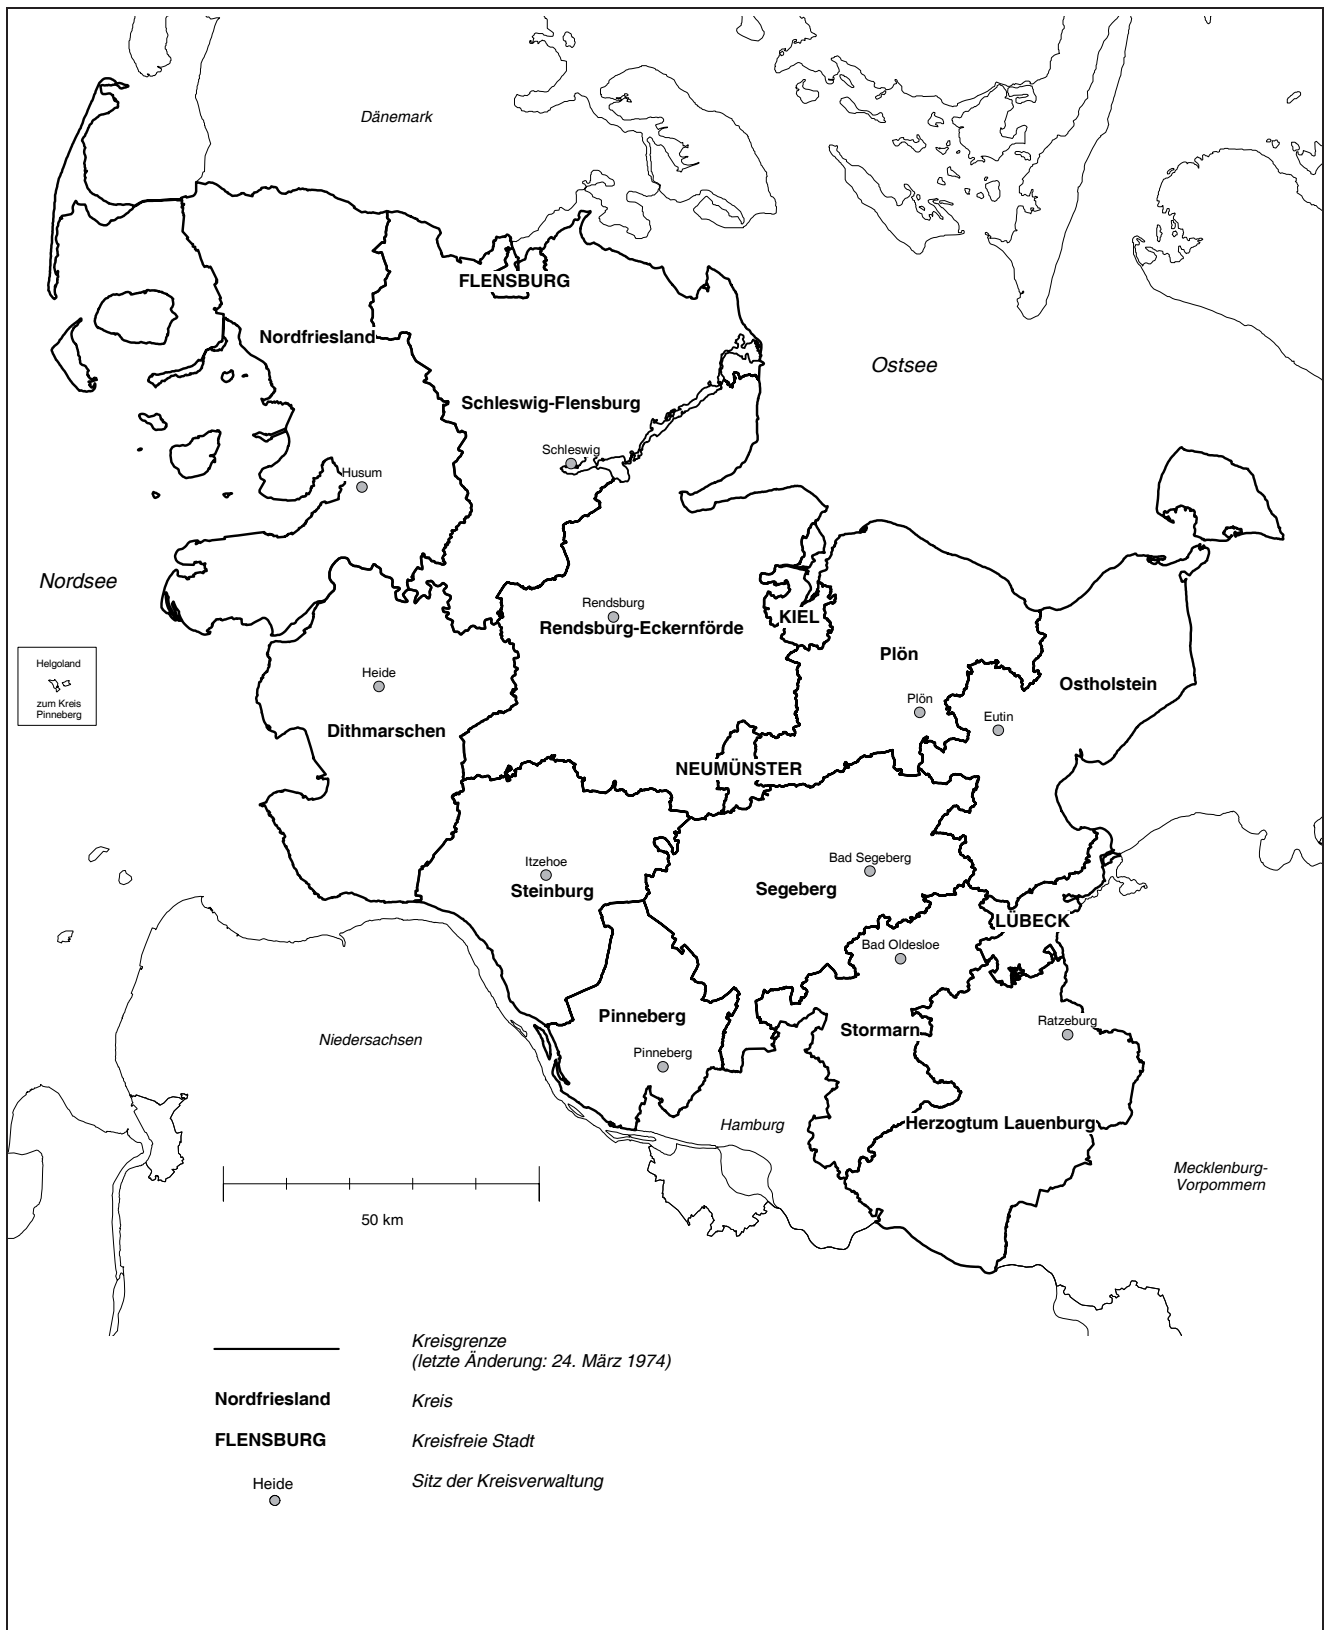 Dänemark
FLENSBURG
Nordfriesland
Ostsee
Schleswig-Flensburg
Schleswig
Husum
Nordsee
Rendsburg
KIEL
Rendsburg-Eckernförde
Plön
Helgoland
zum Kreis
Pinneberg
Heide
Ostholstein
Plön
Eutin
Dithmarschen
NEUMÜNSTER
Itzehoe
Steinburg
Bad Segeberg
Segeberg
LÜBECK
Bad Oldesloe
Pinneberg
Stormarn
Ratzeburg
Niedersachsen
Pinneberg
Hamburg
Herzogtum Lauenburg
Mecklenburg-
Vorpommern
50 km
Kreisgrenze
(letzte Änderung: 24. März 1974)
Nordfriesland Kreis
FLENSBURG Kreisfreie Stadt
Heide Sitz der Kreisverwaltung